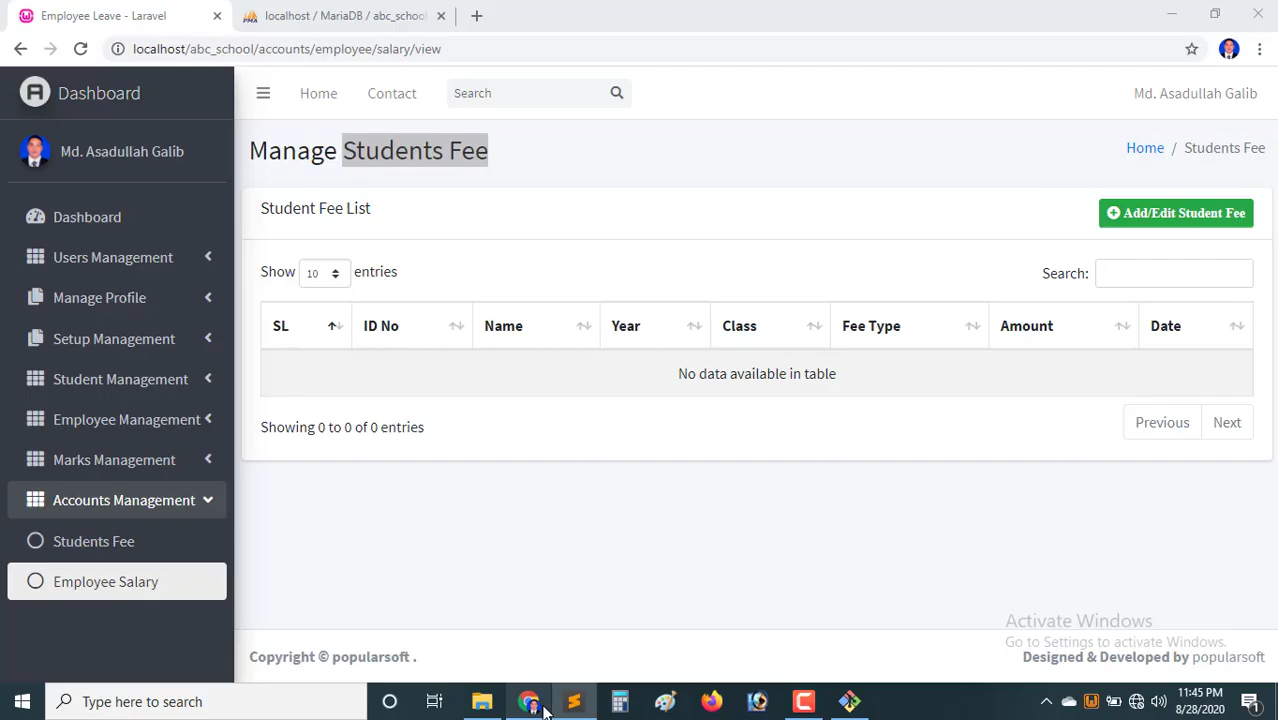 Employee Leave - Laravel
localhost / MariaDB / abc_school
localhost/abc_school/accounts/employee/salary/view
Dashboard
Home
Contact
Search
Md. Asadullah Galib
Md. Asadullah Galib
Manage Students Fee
Home / Students Fee
Student Fee List
Add/Edit Student Fee
Dashboard
Users Management
Manage Profile
Setup Management
Student Management
Employee Management
Marks Management
Accounts Management
Students Fee
Employee Salary
Show 10 entries
Search:
SL ID No Name Year Class Fee Type Amount Date
No data available in table
Showing 0 to 0 of 0 entries
Previous Next
Activate Windows
Go to Settings to activate Windows.
Copyright © popularsoft .
Designed & Developed by popularsoft
Type here to search
11:45 PM
8/28/2020